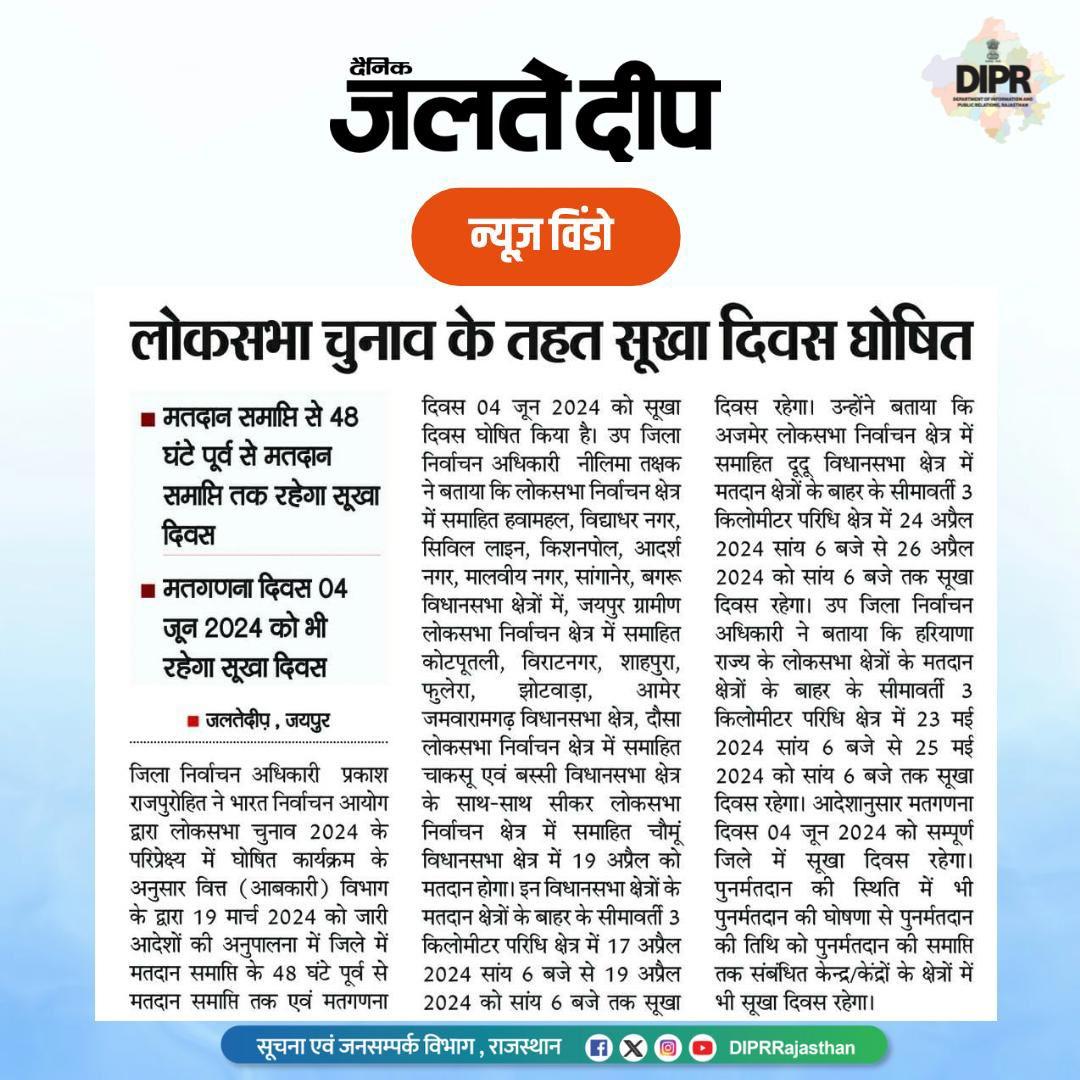 दैनिक
जलतेदीप
DIPR
DEPARTMENT OF INFORMATION AND
PUBLIC RELATIONS, RAJASTHAN
न्यूज़ विंडो
लोकसभा चुनाव के तहत सूखा दिवस घोषित
■ मतदान समाप्ति से 48
घंटे पूर्व से मतदान
समाप्ति तक रहेगा सूखा
दिवस
■ मतगणना दिवस 04
जून 2024 को भी
रहेगा सूखा दिवस
■ जलतेदीप, जयपुर
जिला निर्वाचन अधिकारी प्रकाश
राजपुरोहित ने भारत निर्वाचन आयोग
द्वारा लोकसभा चुनाव 2024 के
परिप्रेक्ष्य में घोषित कार्यक्रम के
अनुसार वित्त (आबकारी) विभाग
के द्वारा 19 मार्च 2024 को जारी
आदेशों की अनुपालना में जिले में
मतदान समाप्ति के 48 घंटे पूर्व से
मतदान समाप्ति तक एवं मतगणना
दिवस 04 जून 2024 को सूखा
दिवस घोषित किया है। उप जिला
निर्वाचन अधिकारी नीलिमा तक्षक
ने बताया कि लोकसभा निर्वाचन क्षेत्र
में समाहित हवामहल, विद्याधर नगर,
सिविल लाइन, किशनपोल, आदर्श
नगर, मालवीय नगर, सांगानेर, बगरू
विधानसभा क्षेत्रों में, जयपुर ग्रामीण
लोकसभा निर्वाचन क्षेत्र में समाहित
कोटपूतली, विराटनगर, शाहपुरा,
फुलेरा, झोटवाड़ा, आमेर
जमवारामगढ़ विधानसभा क्षेत्र, दौसा
लोकसभा निर्वाचन क्षेत्र में समाहित
चाकसू एवं बस्सी विधानसभा क्षेत्र
के साथ-साथ सीकर लोकसभा
निर्वाचन क्षेत्र में समाहित चौमूं
विधानसभा क्षेत्र में 19 अप्रैल को
मतदान होगा। इन विधानसभा क्षेत्रों के
मतदान क्षेत्रों के बाहर के सीमावर्ती 3
किलोमीटर परिधि क्षेत्र में 17 अप्रैल
2024 सांय 6 बजे से 19 अप्रैल
2024 को सांय 6 बजे तक सूखा
दिवस रहेगा। उन्होंने बताया कि
अजमेर लोकसभा निर्वाचन क्षेत्र में
समाहित दूदू विधानसभा क्षेत्र में
मतदान क्षेत्रों के बाहर के सीमावर्ती 3
किलोमीटर परिधि क्षेत्र में 24 अप्रैल
2024 सांय 6 बजे से 26 अप्रैल
2024 को सांय 6 बजे तक सूखा
दिवस रहेगा। उप जिला निर्वाचन
अधिकारी ने बताया कि हरियाणा
राज्य के लोकसभा क्षेत्रों के मतदान
क्षेत्रों के बाहर के सीमावर्ती 3
किलोमीटर परिधि क्षेत्र में 23 मई
2024 सांय 6 बजे से 25 मई
2024 को सांय 6 बजे तक सूखा
दिवस रहेगा। आदेशानुसार मतगणना
दिवस 04 जून 2024 को सम्पूर्ण
जिले में सूखा दिवस रहेगा।
पुनर्मतदान की स्थिति में भी
पुनर्मतदान की घोषणा से पुनर्मतदान
की तिथि को पुनर्मतदान की समाप्ति
तक संबंधित केन्द्र/केंद्रों के क्षेत्रों में
भी सूखा दिवस रहेगा।
सूचना एवं जनसम्पर्क विभाग, राजस्थान DIPRRajasthan